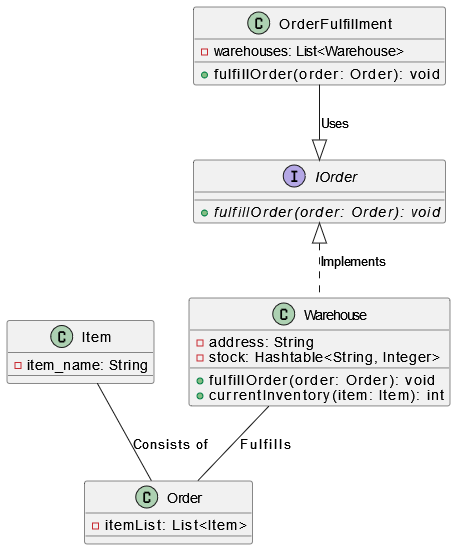 C OrderFulfillment
warehouses: List<Warehouse>
fulfillOrder(order: Order): void
Uses
I IOrder
fulfillOrder(order: Order): void
Implements
C Warehouse
address: String
stock: Hashtable<String, Integer>
fulfillOrder(order: Order): void
currentInventory(item: Item): int
C Item
item_name: String
Consists of
Fulfills
C Order
itemList: List<Item>